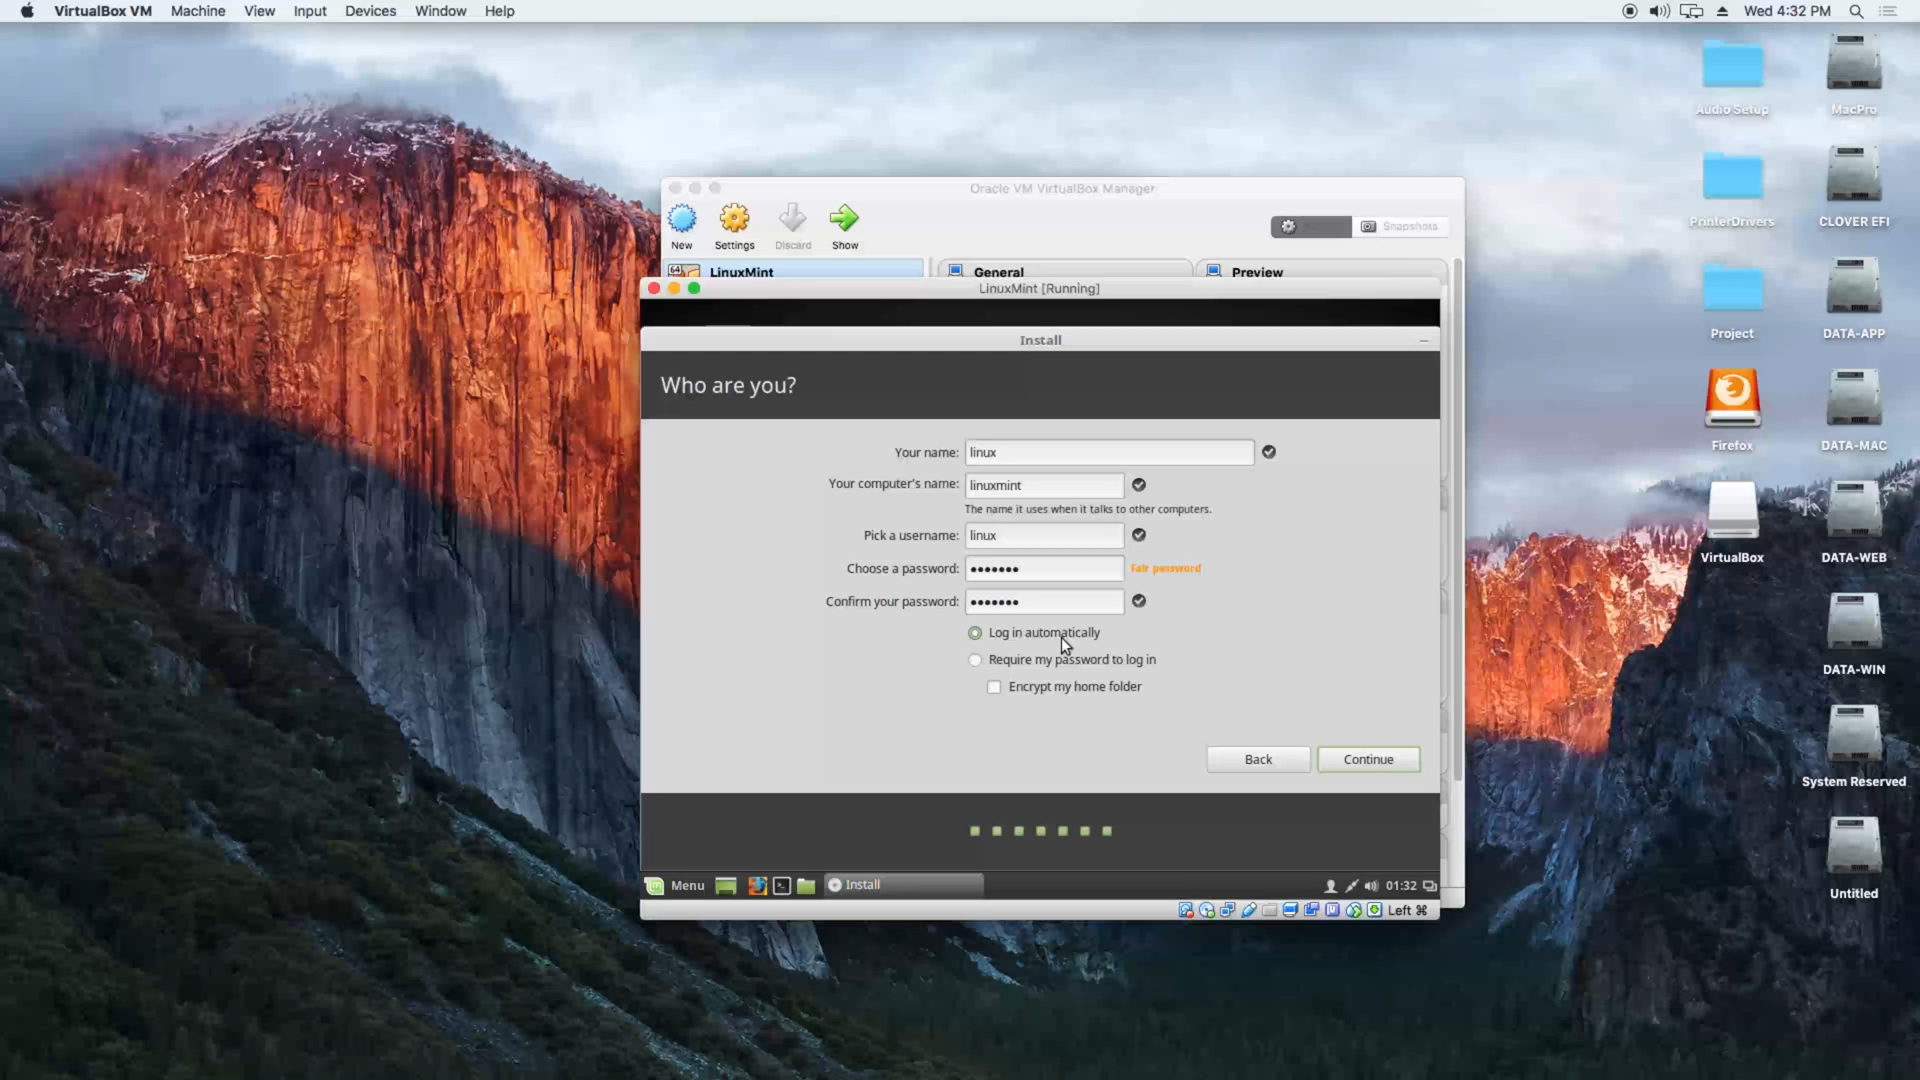 VirtualBox VM Machine View Input Devices Window Help
Wed 4:32 PM
Audio Setup
MacPro
PrinterDrivers
CLOVER EFI
Project
DATA-APP
Firefox
DATA-MAC
VirtualBox
DATA-WEB
DATA-WIN
System Reserved
Untitled
Oracle VM VirtualBox Manager
New Settings Discard Show
Snapshots
64 LinuxMint General Preview
LinuxMint [Running]
Install
Who are you?
Your name: linux
Your computer's name: linuxmint
The name it uses when it talks to other computers.
Pick a username: linux
Choose a password: ••••••• Fair password
Confirm your password: •••••••
Log in automatically
Require my password to log in
Encrypt my home folder
Back Continue
Menu Install 01:32
Left ⌘